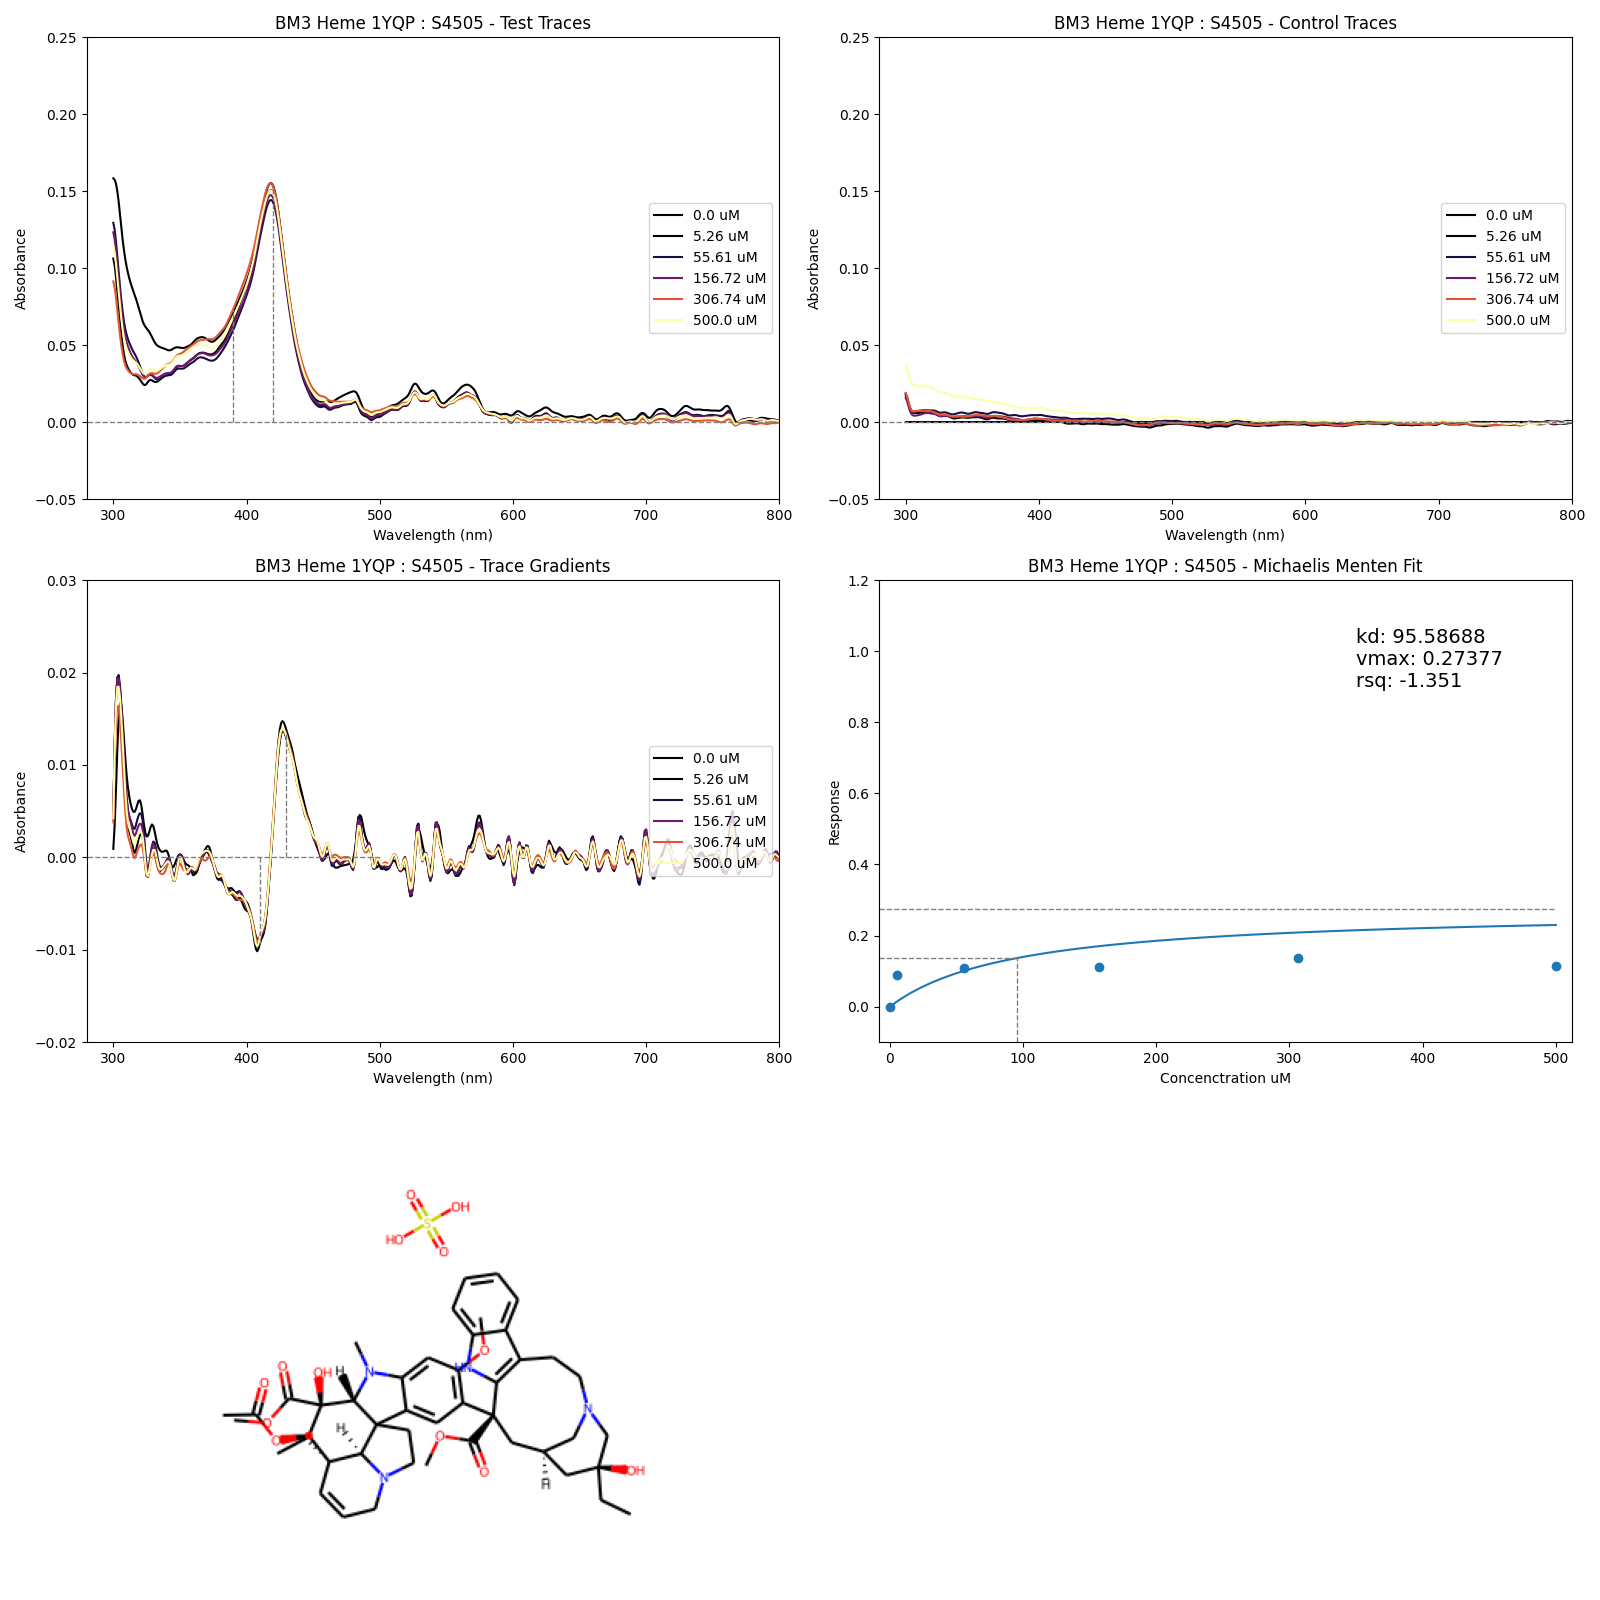 BM3 Heme 1YQP : S4505 - Test Traces
0.25
0.20
0.15
0.10
0.05
0.00
−0.05
Absorbance
300 400 500 600 700 800
Wavelength (nm)
0.0 uM
5.26 uM
55.61 uM
156.72 uM
306.74 uM
500.0 uM
BM3 Heme 1YQP : S4505 - Control Traces
0.25
0.20
0.15
0.10
0.05
0.00
−0.05
Absorbance
300 400 500 600 700 800
Wavelength (nm)
0.0 uM
5.26 uM
55.61 uM
156.72 uM
306.74 uM
500.0 uM
BM3 Heme 1YQP : S4505 - Trace Gradients
0.03
0.02
0.01
0.00
−0.01
−0.02
Absorbance
300 400 500 600 700 800
Wavelength (nm)
0.0 uM
5.26 uM
55.61 uM
156.72 uM
306.74 uM
500.0 uM
BM3 Heme 1YQP : S4505 - Michaelis Menten Fit
1.2
1.0
0.8
0.6
0.4
0.2
0.0
Response
kd: 95.58688
vmax: 0.27377
rsq: -1.351
0 100 200 300 400 500
Concenctration uM
O
OH
S
HO
O
O
HN
N
O
OH
H
O
O
O
H
N
O
O
N
O
H
OH